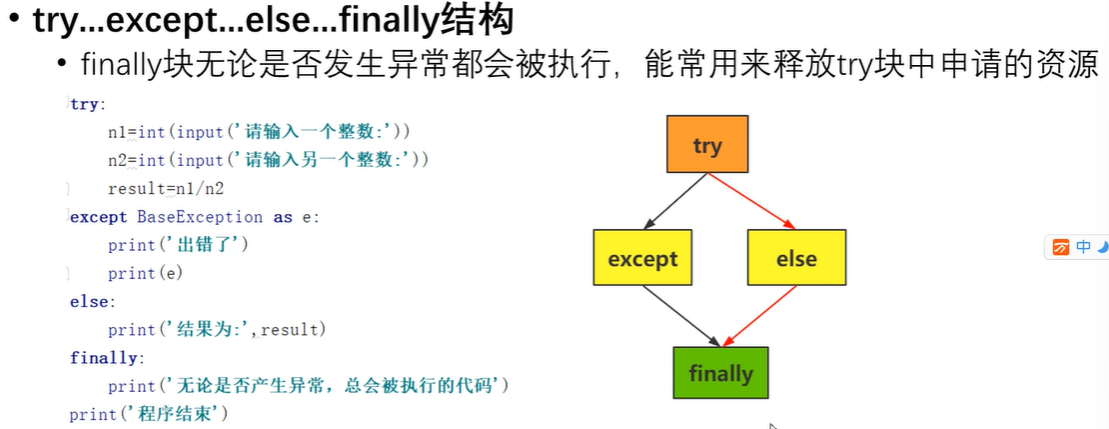 • try...except...else...finally结构
• finally块无论是否发生异常都会被执行，能常用来释放try块中申请的资源
try:
    n1=int(input('请输入一个整数:'))
    n2=int(input('请输入另一个整数:'))
    result=n1/n2
except BaseException as e:
    print('出错了')
    print(e)
else:
    print('结果为:',result)
finally:
    print('无论是否产生异常，总会被执行的代码')
print('程序结束')
try
except
else
finally
中